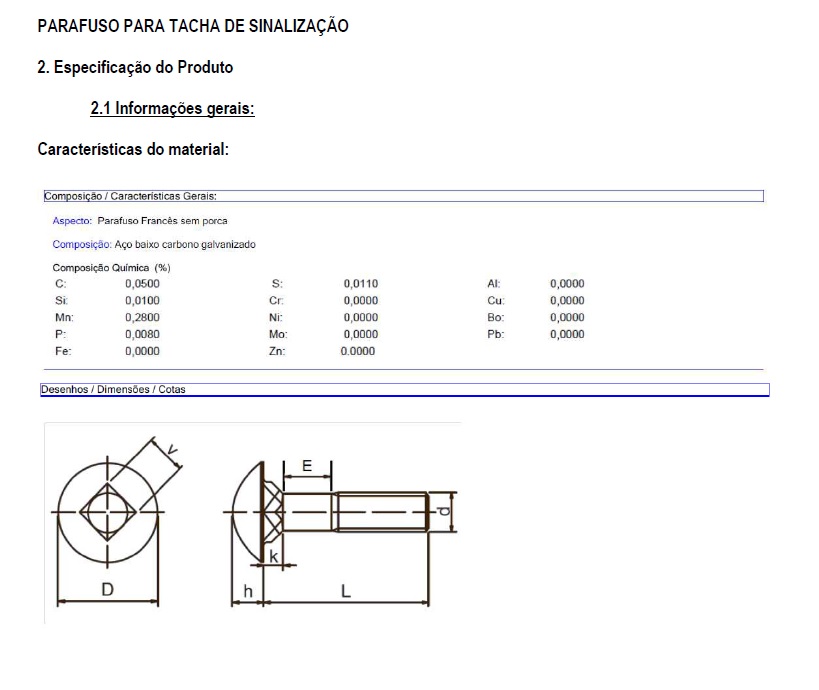 PARAFUSO PARA TACHA DE SINALIZAÇÃO
2. Especificação do Produto
2.1 Informações gerais:
Características do material:
Composição / Características Gerais:
Aspecto: Parafuso Francês sem porca
Composição: Aço baixo carbono galvanizado
Composição Química (%)
C: 0,0500 S: 0,0110 Al: 0,0000
Si: 0,0100 Cr: 0,0000 Cu: 0,0000
Mn: 0,2800 Ni: 0,0000 Bo: 0,0000
P: 0,0080 Mo: 0,0000 Pb: 0,0000
Fe: 0,0000 Zn: 0.0000
Desenhos / Dimensões / Cotas
V
E
d
k
D
h
L